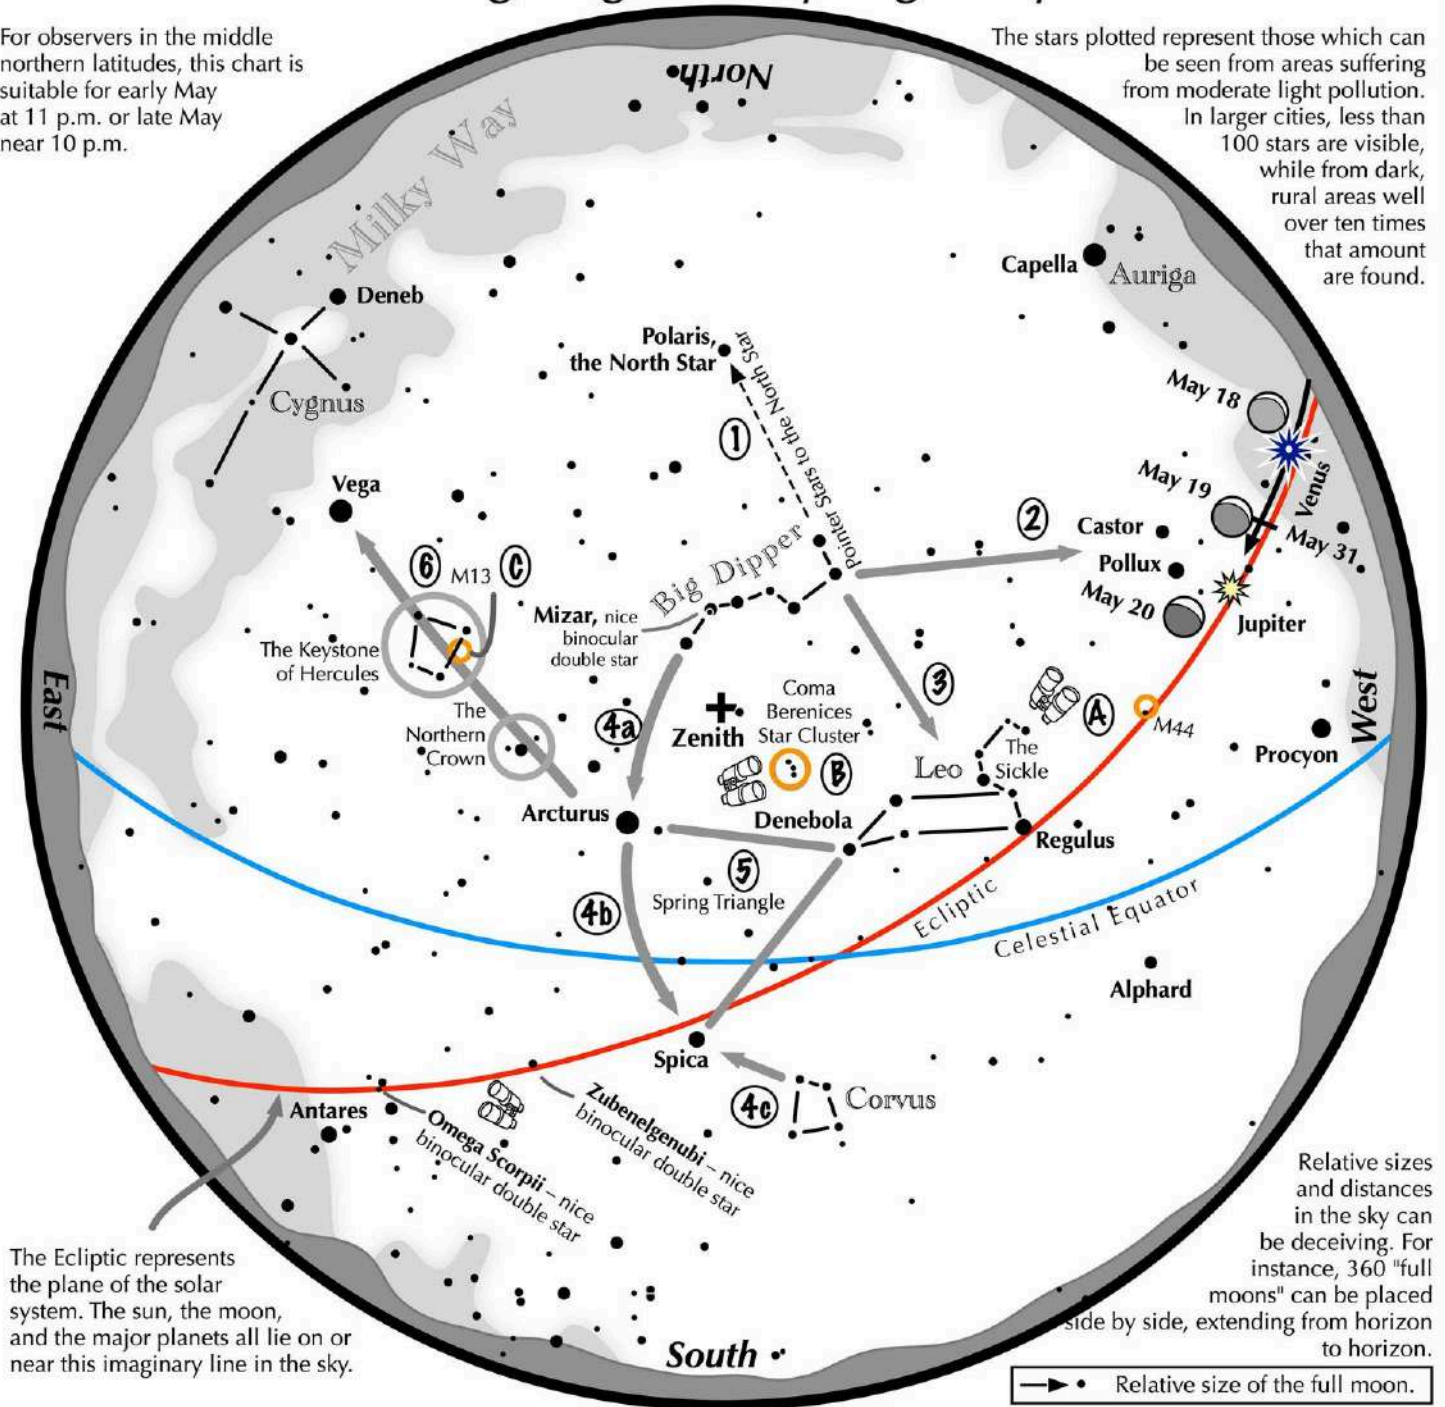 For observers in the middle
northern latitudes, this chart is
suitable for early May
at 11 p.m. or late May
near 10 p.m.
The stars plotted represent those which can
be seen from areas suffering
from moderate light pollution.
In larger cities, less than
100 stars are visible,
while from dark,
rural areas well
over ten times
that amount
are found.
North
Milky Way
Capella
Auriga
Deneb
Cygnus
Polaris,
the North Star
Pointer Stars to the North Star
1
May 18
Venus
May 19
May 31
Vega
2
Castor
Pollux
May 20
Jupiter
6
M13
C
Big Dipper
Mizar, nice
binocular
double star
The Keystone
of Hercules
3
East
West
The
Northern
Crown
4a
Zenith
Coma
Berenices
Star Cluster
B
A
M44
Procyon
Leo
The
Sickle
Arcturus
Denebola
Regulus
5
Spring Triangle
4b
Ecliptic
Celestial Equator
Alphard
Spica
4c
Corvus
Antares
Omega Scorpii – nice
binocular double star
Zubenelgenubi – nice
binocular double star
South
The Ecliptic represents
the plane of the solar
system. The sun, the moon,
and the major planets all lie on or
near this imaginary line in the sky.
Relative sizes
and distances
in the sky can
be deceiving. For
instance, 360 "full
moons" can be placed
side by side, extending from horizon
to horizon.
Relative size of the full moon.